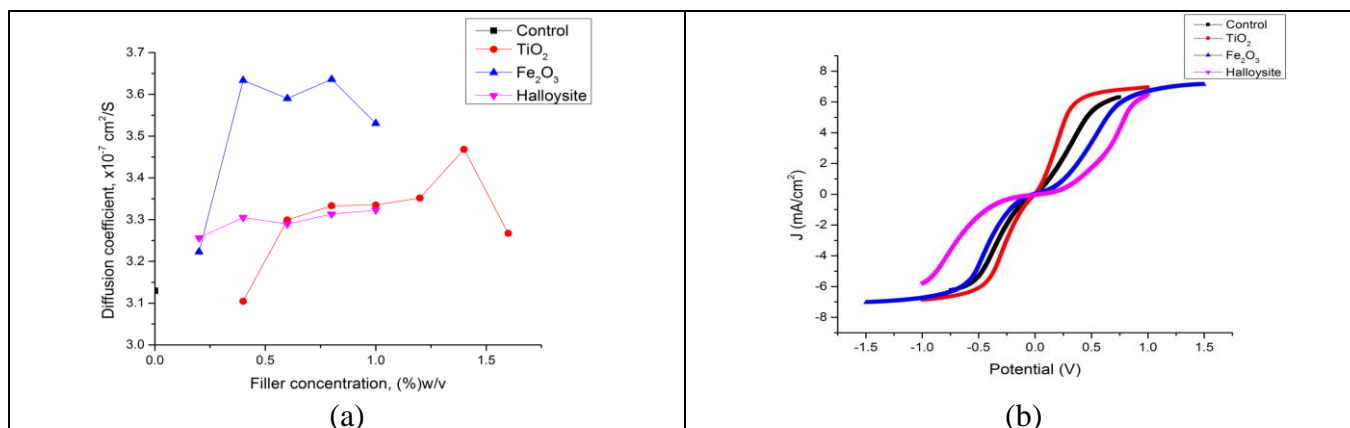 Control
TiO₂
Fe₂O₃
Halloysite
3.7
3.6
3.5
3.4
3.3
3.2
3.1
3.0
Diffusion coefficient, x10⁻⁷ cm²/S
0.0 0.5 1.0 1.5
Filler concentration, (%)w/v
(a)
Control
TiO₂
Fe₂O₃
Halloysite
8
6
4
2
0
-2
-4
-6
-8
J (mA/cm²)
-1.5 -1.0 -0.5 0.0 0.5 1.0 1.5
Potential (V)
(b)